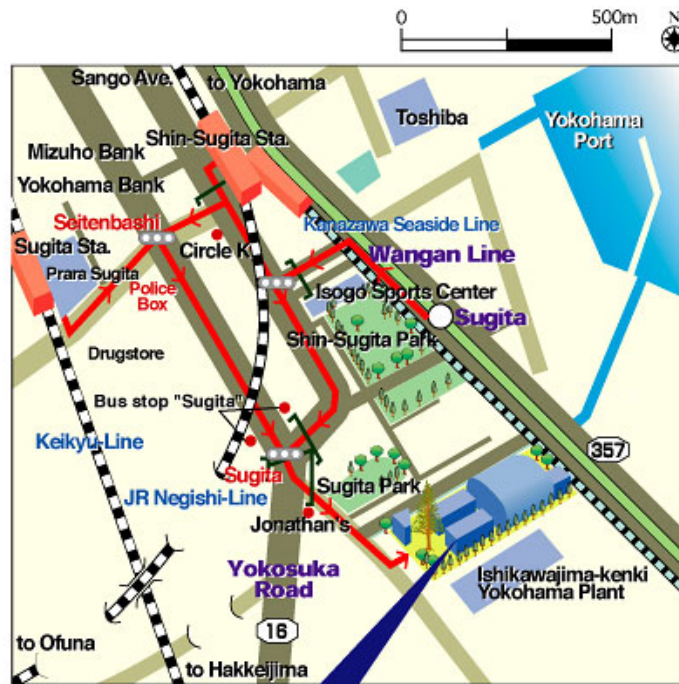 0
500m
N
Sango Ave.
to Yokohama
Toshiba
Yokohama
Port
Shin-Sugita Sta.
Mizuho Bank
Yokohama Bank
Seitenbashi
Kanazawa Seaside Line
Sugita Sta.
Circle K
Wangan Line
Prara Sugita
Police
Box
Isogo Sports Center
Sugita
Shin-Sugita Park
Drugstore
Bus stop "Sugita"
Keikyu-Line
357
Sugita
JR Negishi-Line
Sugita Park
Jonathan's
Yokosuka
Road
Ishikawajima-kenki
Yokohama Plant
16
to Ofuna
to Hakkeijima